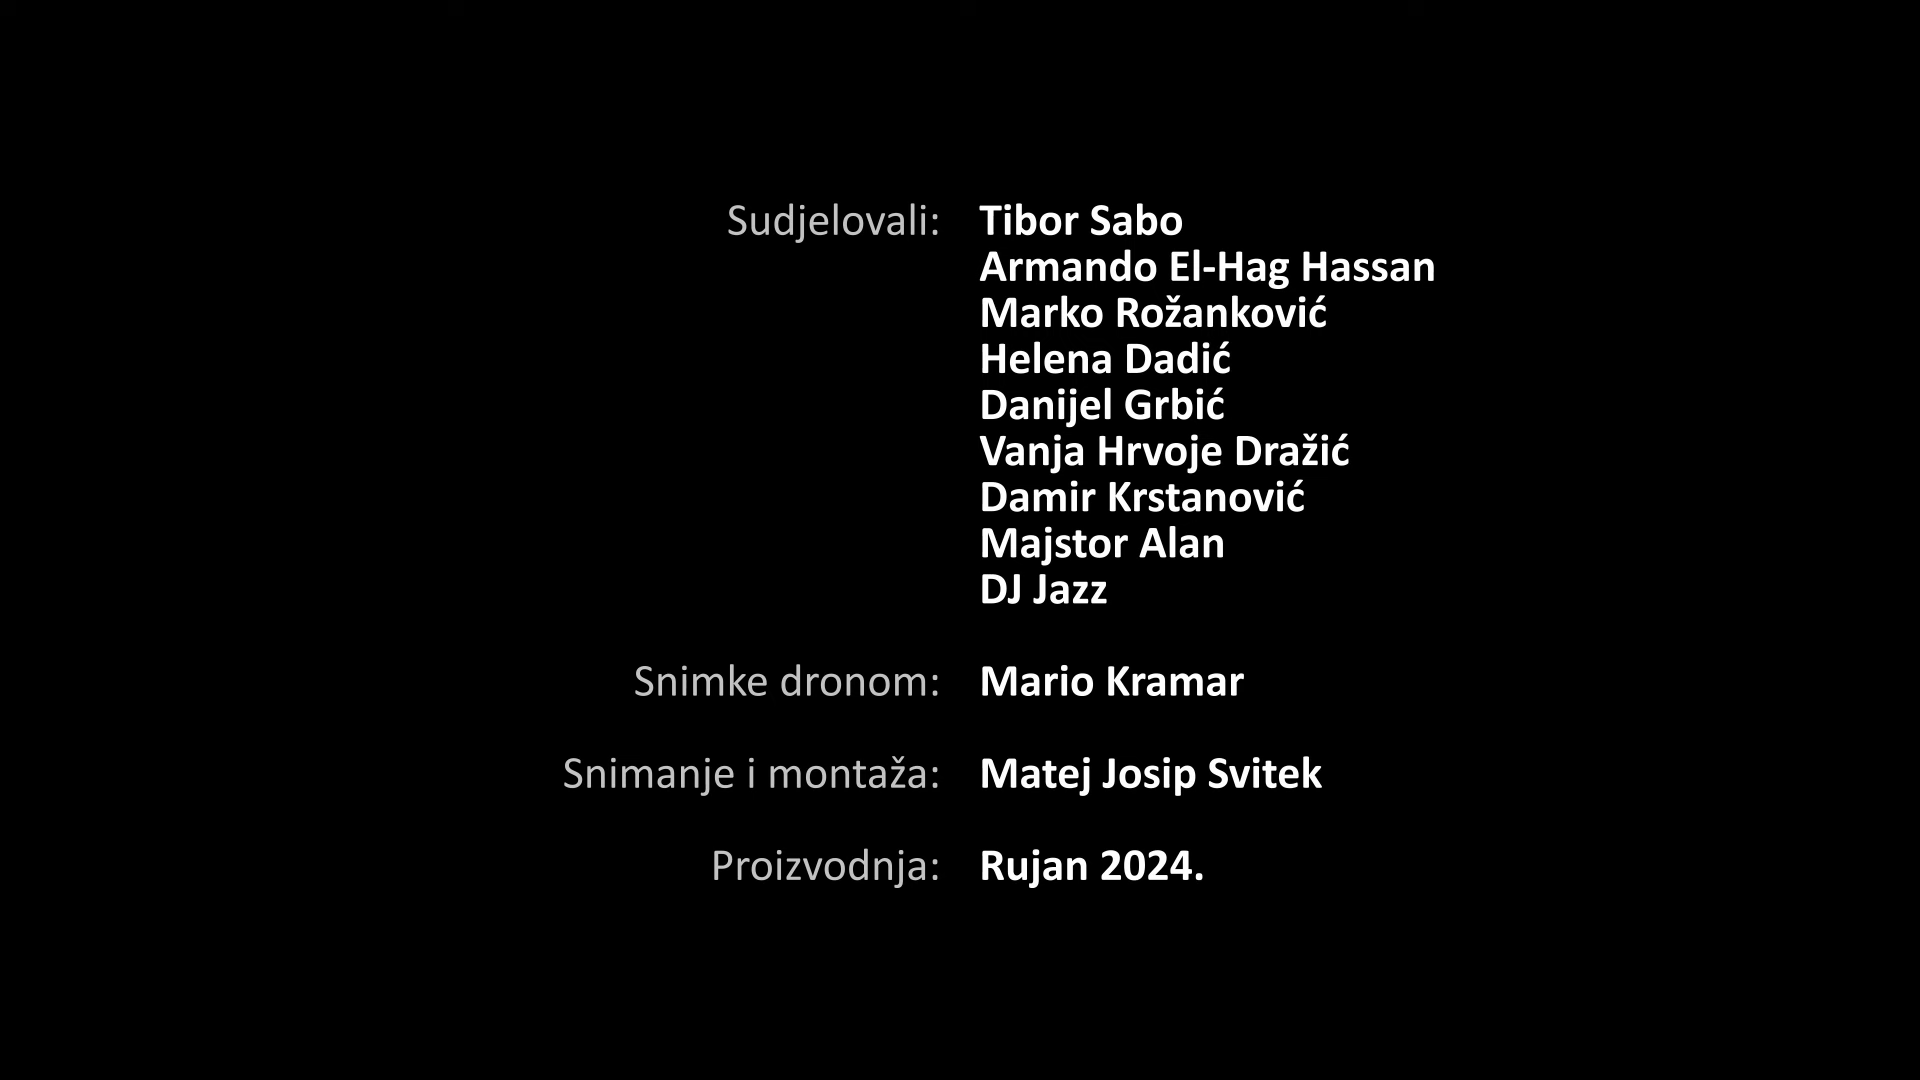 Sudjelovali: Tibor Sabo
Armando El-Hag Hassan
Marko Rožanković
Helena Dadić
Danijel Grbić
Vanja Hrvoje Dražić
Damir Krstanović
Majstor Alan
DJ Jazz
Snimke dronom: Mario Kramar
Snimanje i montaža: Matej Josip Svitek
Proizvodnja: Rujan 2024.